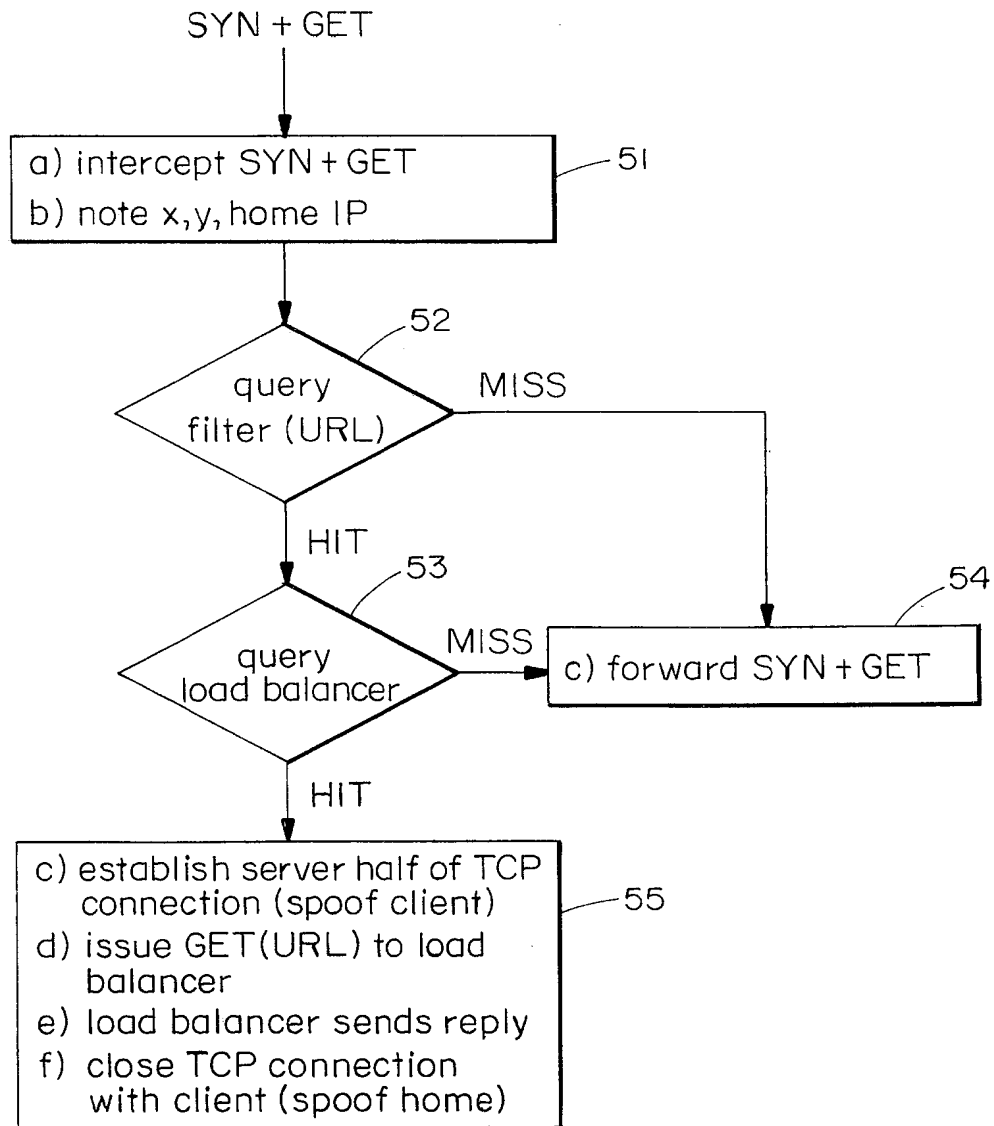 SYN + GET
a) intercept SYN + GET
b) note x, y, home IP
51
52
query
filter (URL)
MISS
HIT
53
query
load balancer
MISS
54
c) forward SYN + GET
HIT
c) establish server half of TCP
connection (spoof client)
d) issue GET(URL) to load
balancer
e) load balancer sends reply
f) close TCP connection
with client (spoof home)
55